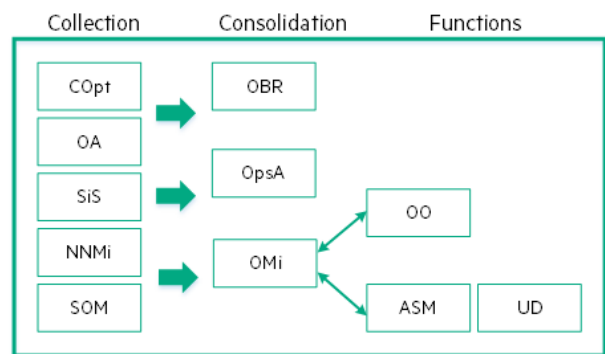 Collection Consolidation Functions
COpt OBR
OA
OpsA
SiS
OO
NNMi
OMi
SOM ASM UD